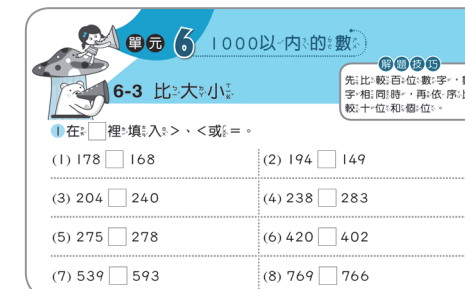 單元6 1000以內的數
6-3 比大小
解題技巧
先比較百位數字，
字相同時，再依序比
較十位和個位。
1 在□裡填入>、<或=。
(1) 178 □ 168
(2) 194 □ 149
(3) 204 □ 240
(4) 238 □ 283
(5) 275 □ 278
(6) 420 □ 402
(7) 539 □ 593
(8) 769 □ 766